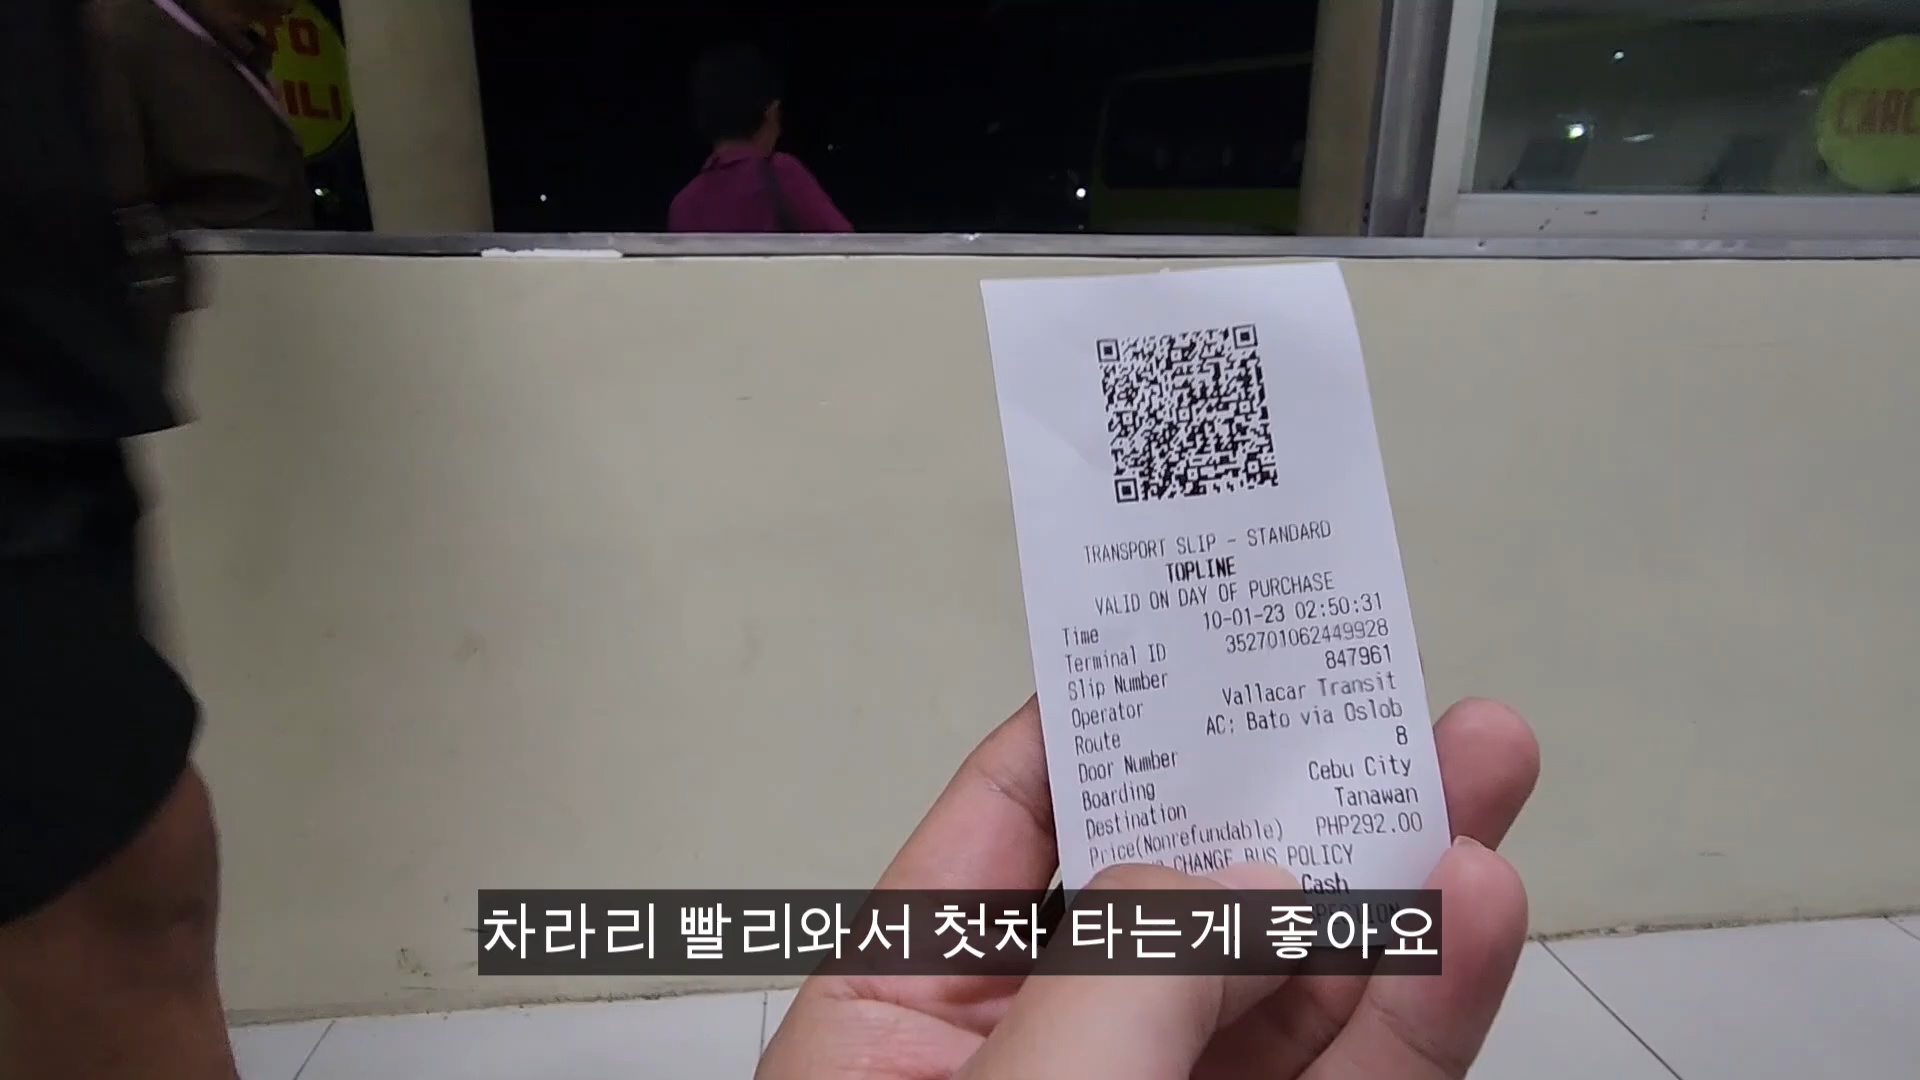 TO
ILI
CARC
TRANSPORT SLIP - STANDARD
TOPLINE
VALID ON DAY OF PURCHASE
Time 10-01-23 02:50:31
Terminal ID 352701062449928
Slip Number 847961
Operator Vallacar Transit
Route AC: Bato via Oslob
Door Number 8
Boarding Cebu City
Destination Tanawan
Price(Nonrefundable) PHP292.00
CHANGE BUS POLICY
Cash
차라리 빨리와서 첫차 타는게 좋아요